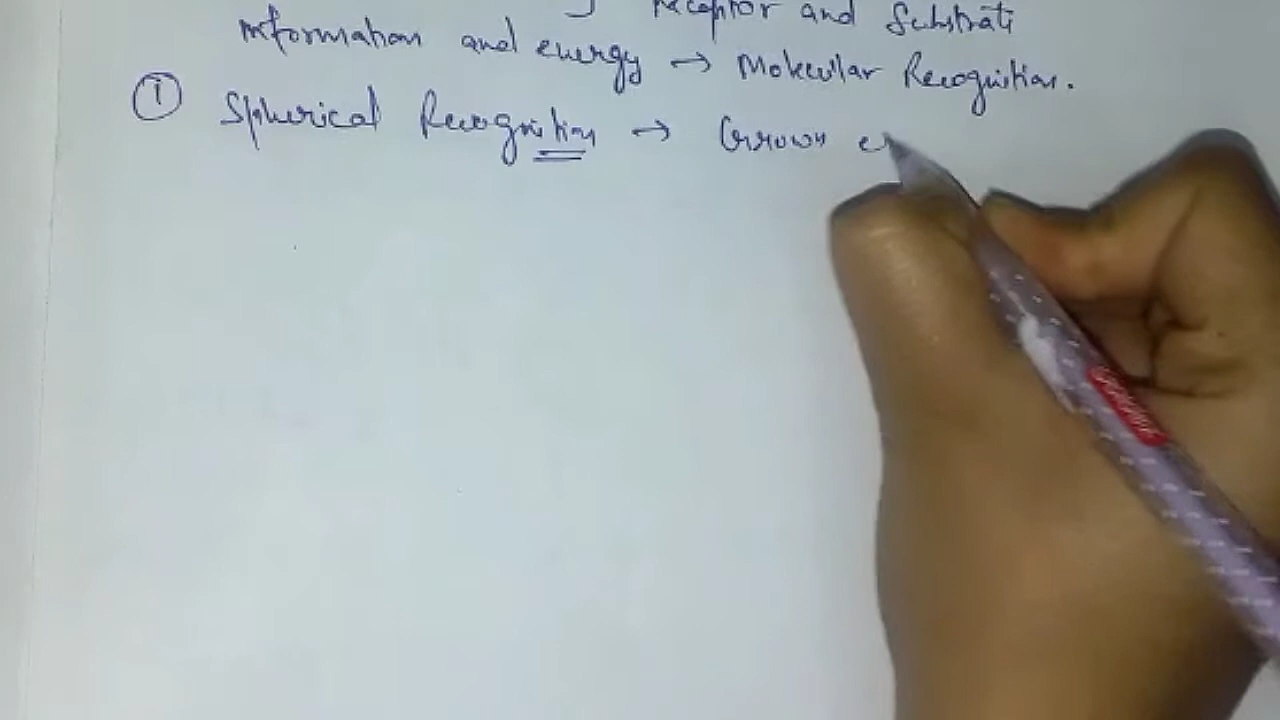 receptor and Substrate
information and energy → Molecular Recognition.
① Spherical Recognition → Crown e